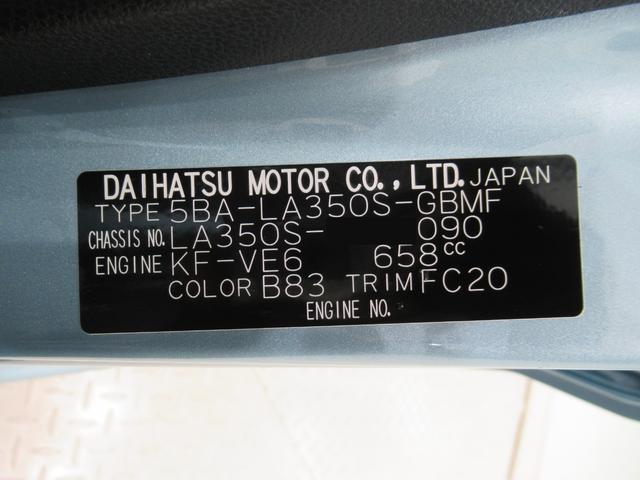 DAIHATSU MOTOR CO., LTD. JAPAN
TYPE 5BA-LA350S-GBMF
CHASSIS NO. LA350S- 090
ENGINE KF-VE6 658cc
COLOR B83 TRIM FC20
ENGINE NO.